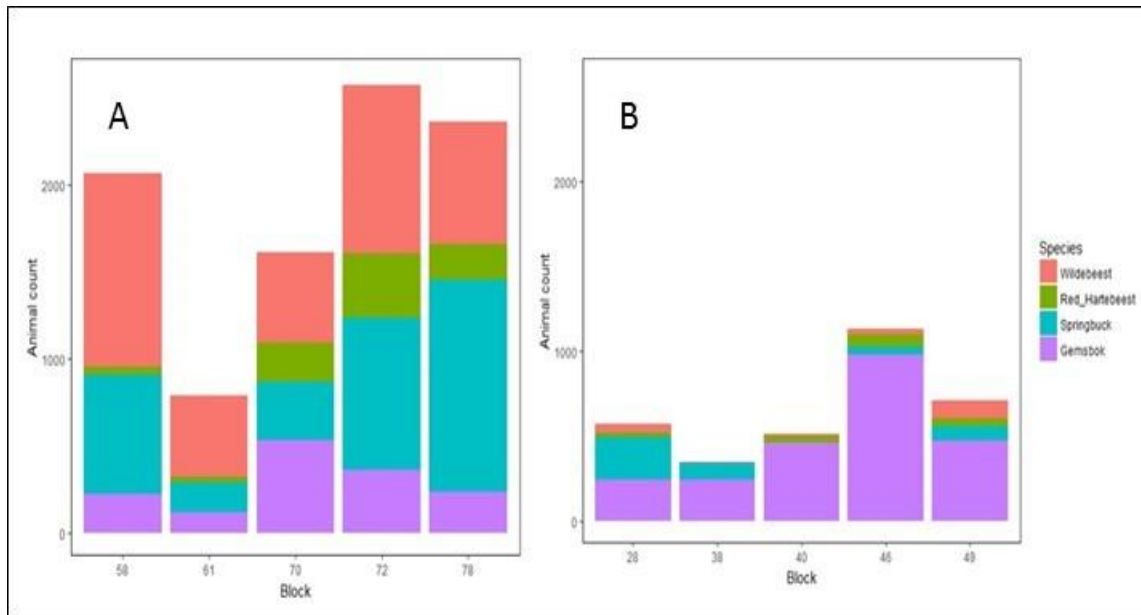 A
Animal count
2000
1000
0
58
61
70
72
78
Block
B
Animal count
2000
1000
0
28
38
40
46
49
Block
Species
Wildebeest
Red_Hartebeest
Springbuck
Gemsbok